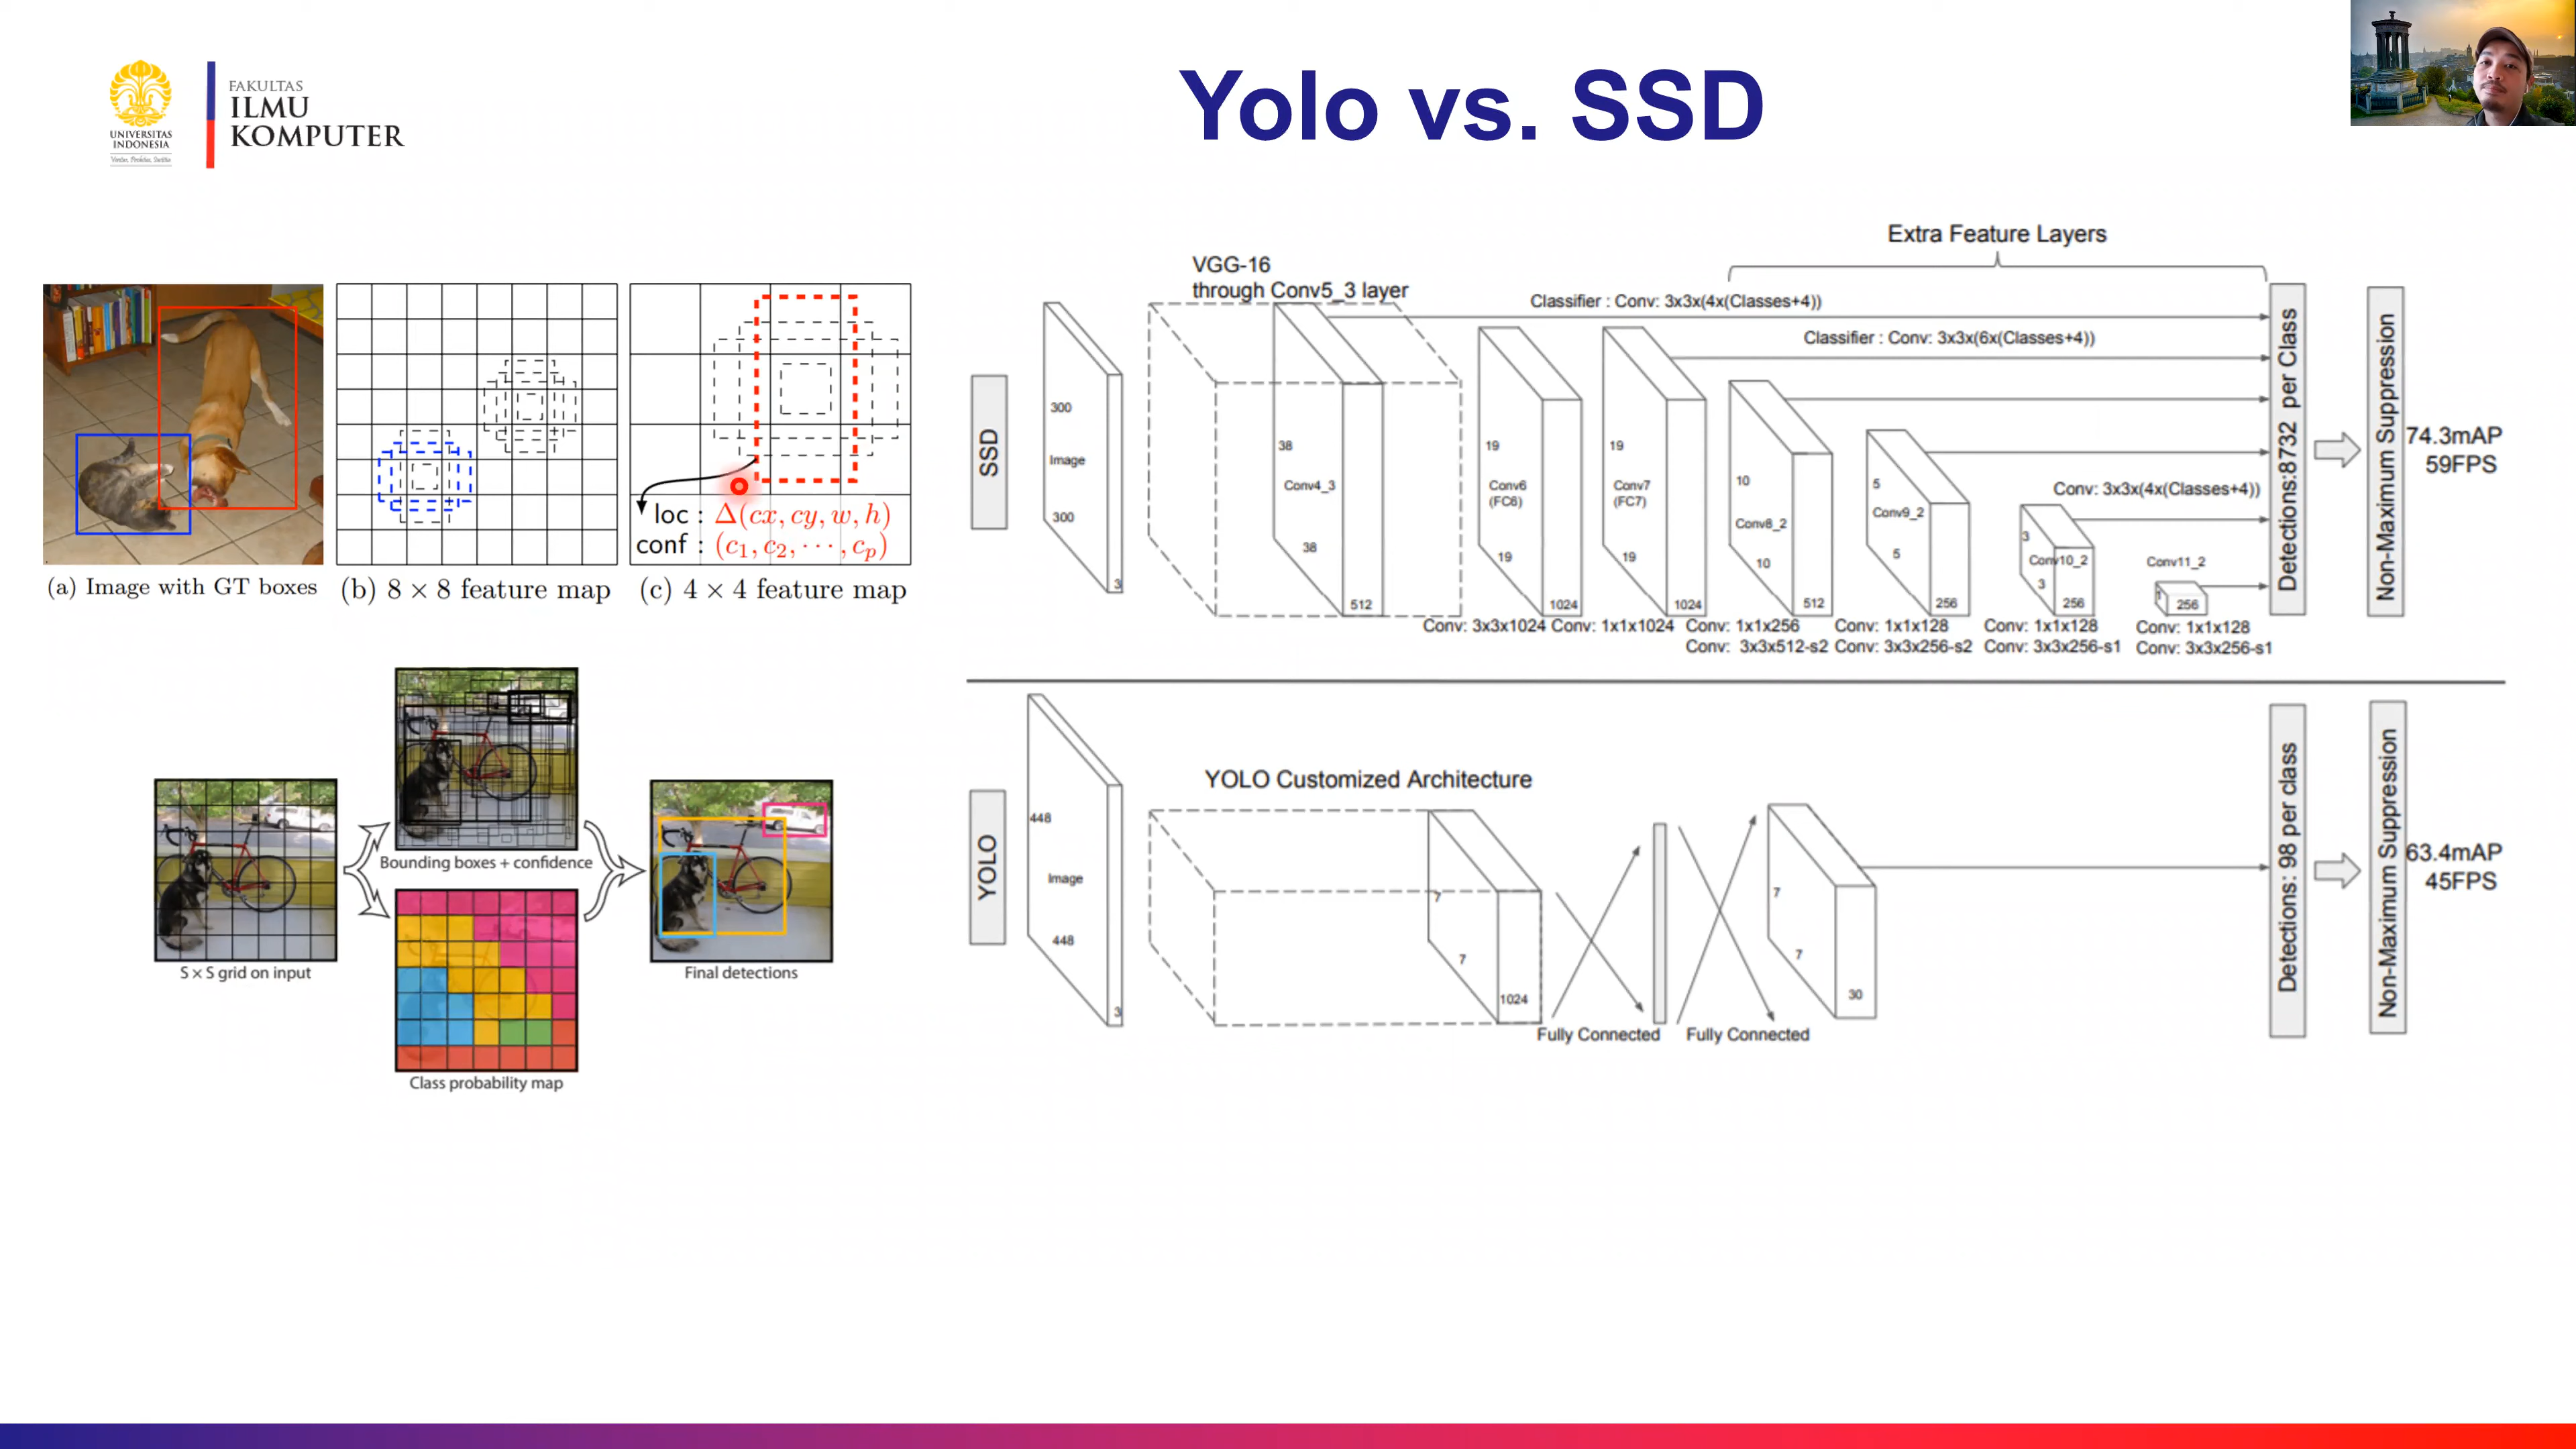 UNIVERSITAS
INDONESIA
Veritas, Probitas, Iustitia
FAKULTAS
ILMU
KOMPUTER
Yolo vs. SSD
loc : Δ(cx, cy, w, h)
conf : (c1, c2, · · · , cp)
(a) Image with GT boxes
(b) 8 × 8 feature map
(c) 4 × 4 feature map
S × S grid on input
Bounding boxes + confidence
Class probability map
Final detections
SSD
300
Image
300
3
VGG-16
through Conv5_3 layer
38
Conv4_3
38
512
19
Conv6
(FC6)
19
1024
19
Conv7
(FC7)
19
1024
10
Conv8_2
10
512
5
Conv9_2
5
256
3
Conv10_2
3
256
Conv11_2
1
256
Extra Feature Layers
Classifier : Conv: 3x3x(4x(Classes+4))
Classifier : Conv: 3x3x(6x(Classes+4))
Conv: 3x3x(4x(Classes+4))
Conv: 3x3x1024
Conv: 1x1x1024
Conv: 1x1x256
Conv: 3x3x512-s2
Conv: 1x1x128
Conv: 3x3x256-s2
Conv: 1x1x128
Conv: 3x3x256-s1
Conv: 1x1x128
Conv: 3x3x256-s1
Detections:8732 per Class
Non-Maximum Suppression
74.3mAP
59FPS
YOLO
448
Image
448
3
YOLO Customized Architecture
7
7
1024
Fully Connected
Fully Connected
7
7
30
Detections: 98 per class
Non-Maximum Suppression
63.4mAP
45FPS